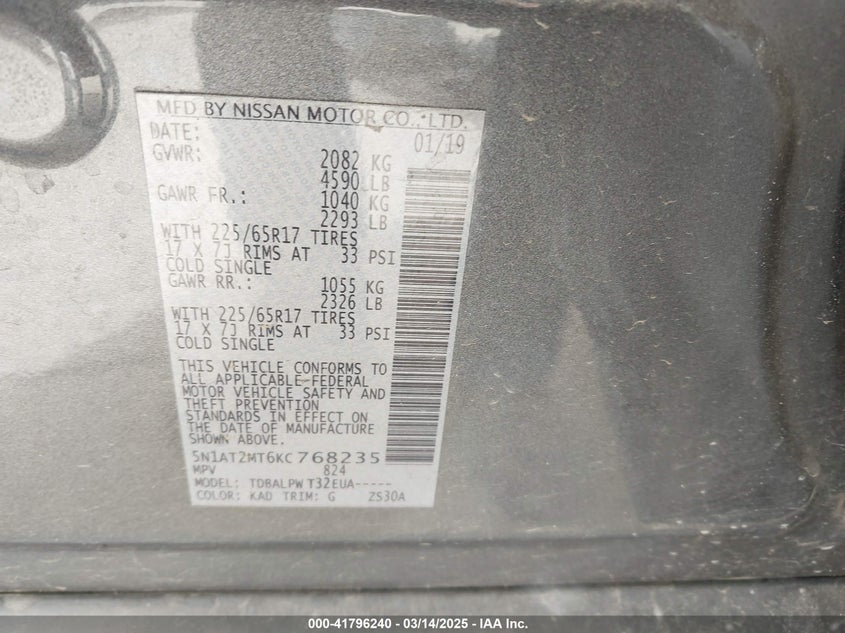 MFD BY NISSAN MOTOR CO., LTD.
DATE: 01/19
GVWR: 2082 KG
4590 LB
GAWR FR.: 1040 KG
2293 LB
WITH 225/65R17 TIRES
17 X 7J RIMS AT 33 PSI
COLD SINGLE
GAWR RR.: 1055 KG
2326 LB
WITH 225/65R17 TIRES
17 X 7J RIMS AT 33 PSI
COLD SINGLE
THIS VEHICLE CONFORMS TO
ALL APPLICABLE FEDERAL
MOTOR VEHICLE SAFETY AND
THEFT PREVENTION
STANDARDS IN EFFECT ON
THE DATE OF MANUFACTURE
SHOWN ABOVE.
5N1AT2MT6KC768235
MPV 824
MODEL: TDBALPW T32EUA-----
COLOR: KAD TRIM: G 2S30A
000-41796240 - 03/14/2025 - IAA Inc.